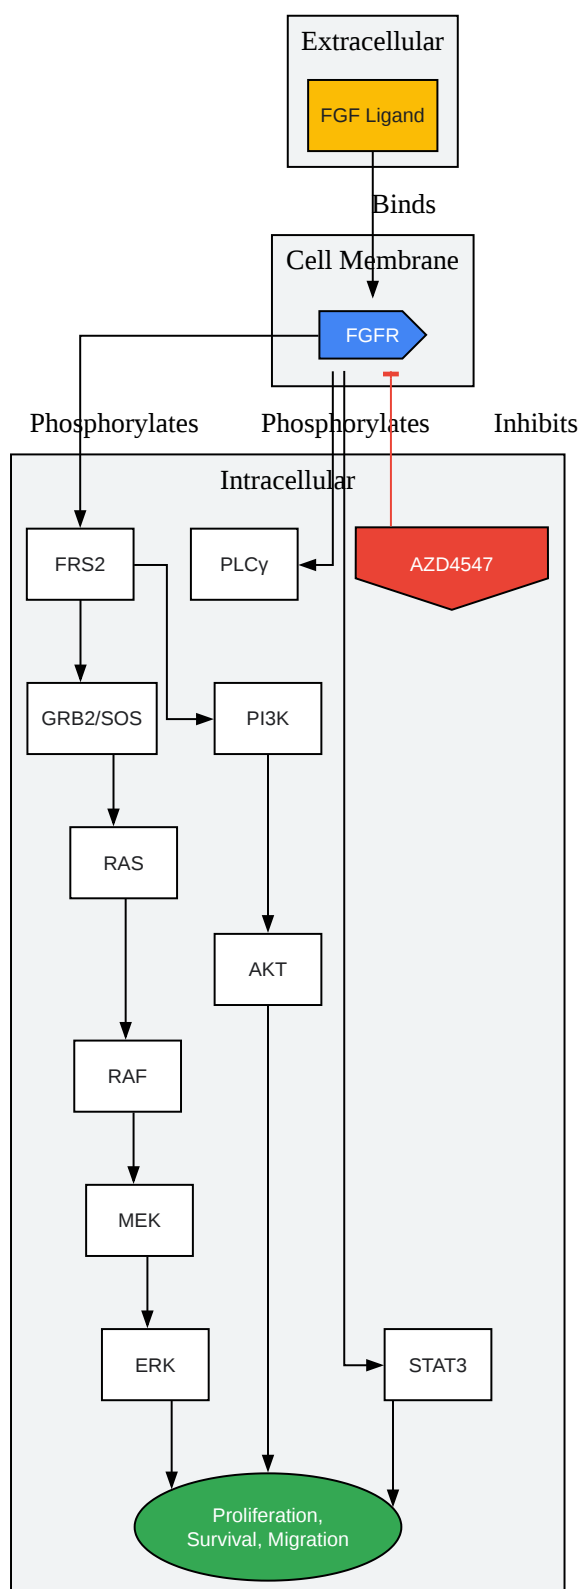 Extracellular
FGF Ligand
Binds
Cell Membrane
FGFR
Phosphorylates
Phosphorylates
Inhibits
Intracellular
FRS2
PLCγ
AZD4547
GRB2/SOS
PI3K
RAS
AKT
RAF
MEK
ERK
STAT3
Proliferation,
Survival, Migration